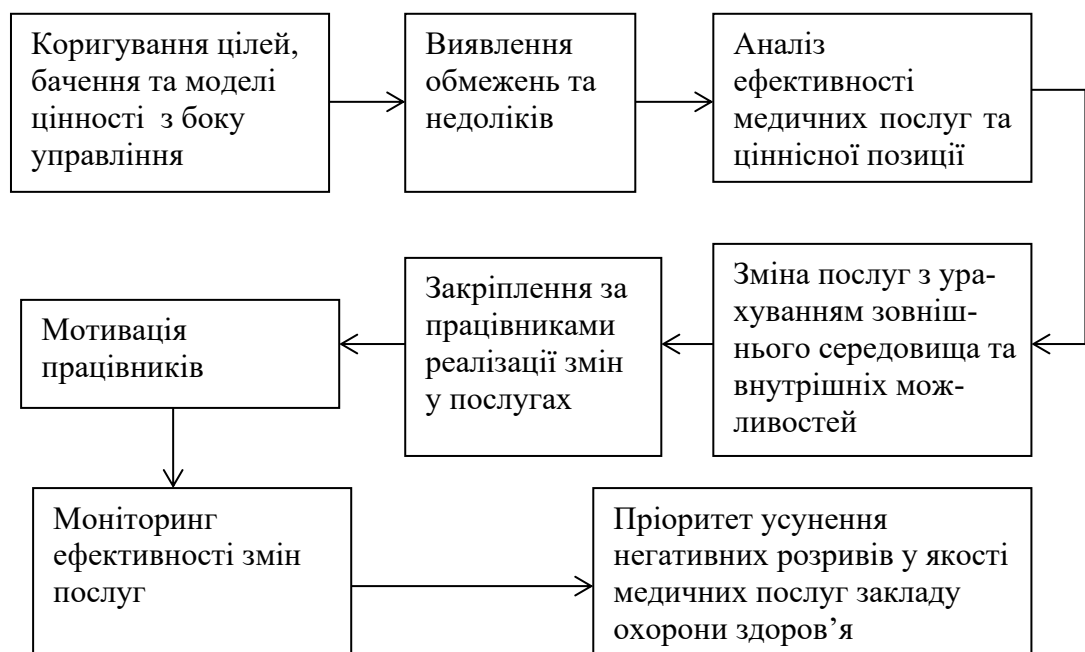 Коригування цілей,
бачення та моделі
цінності з боку
управління
Виявлення
обмежень та
недоліків
Аналіз
ефективності
медичних послуг та
ціннісної позиції
Зміна послуг з ура-
хуванням зовніш-
нього середовища та
внутрішніх мож-
ливостей
Закріплення за
працівниками
реалізації змін
у послугах
Мотивація
працівників
Моніторинг
ефективності змін
послуг
Пріоритет усунення
негативних розривів у якості
медичних послуг закладу
охорони здоров’я